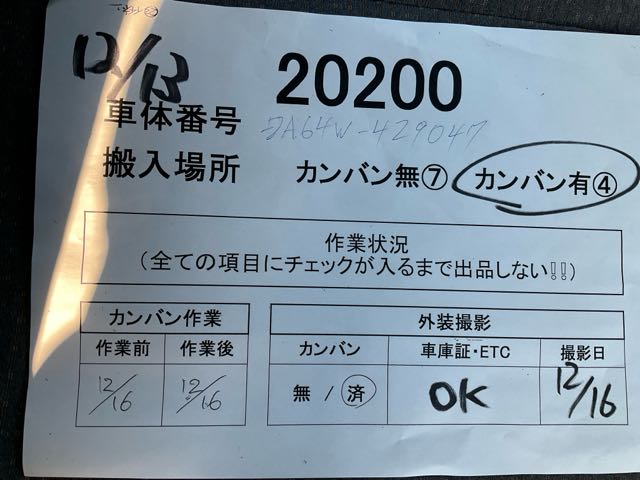 12/13
20200
車体番号 DA64W-429047
搬入場所 カンバン無⑦ カンバン有④
作業状況
(全ての項目にチェックが入るまで出品しない!!)
カンバン作業 外装撮影
作業前 作業後 カンバン 車庫証・ETC 撮影日
12/16 12/16 無 / 済 OK 12/16